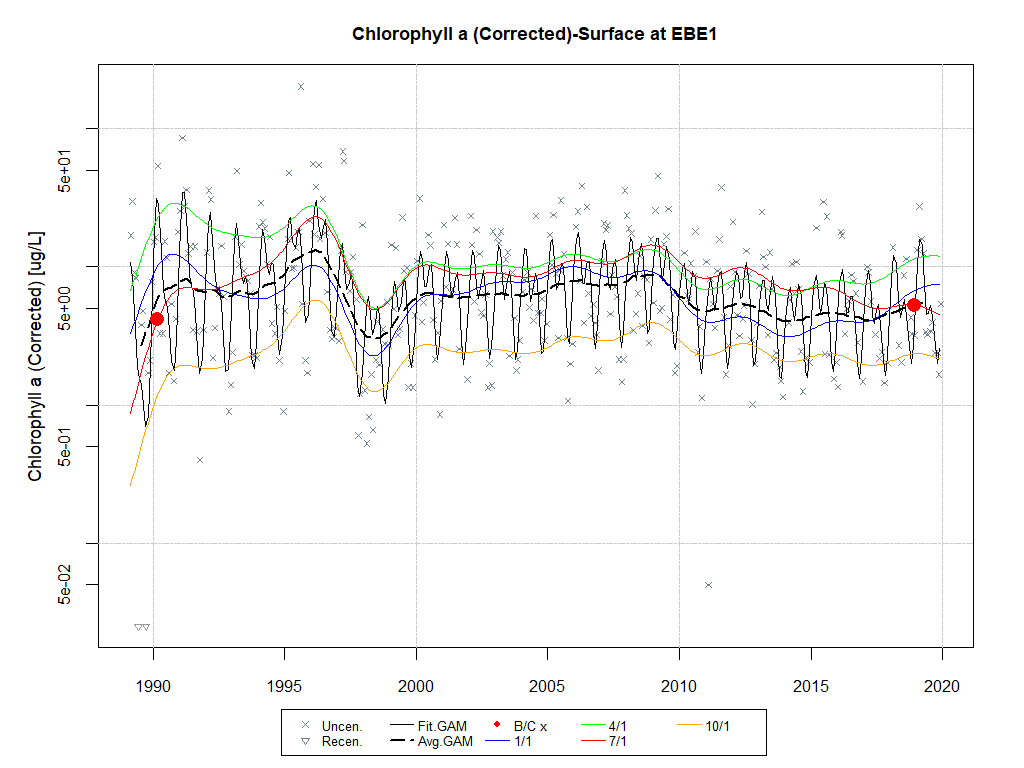 Chlorophyll a (Corrected)-Surface at EBE1
Chlorophyll a (Corrected) [ug/L]
5e+01
5e+00
5e-01
5e-02
1990 1995 2000 2005 2010 2015 2020
Uncen. Fit.GAM B/C x 4/1 10/1
Recen. Avg.GAM 1/1 7/1